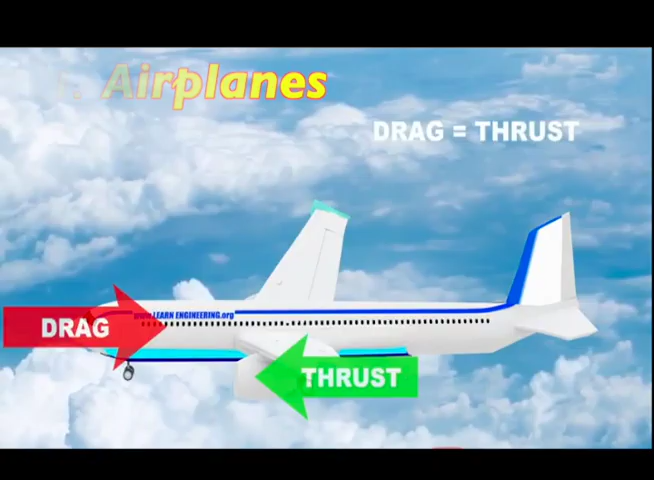 Airplanes
DRAG = THRUST
www.LEARN ENGINEERING.org
DRAG
THRUST